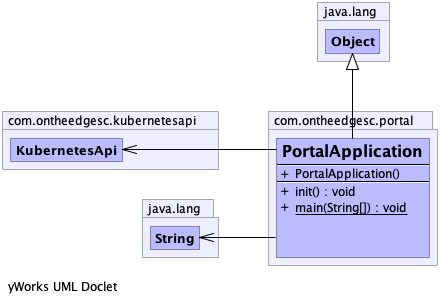 java.lang
Object
com.ontheedgesc.kubernetesapi
KubernetesApi
com.ontheedgesc.portal
PortalApplication
+ PortalApplication()
+ init() : void
+ main(String[]) : void
java.lang
String
yWorks UML Doclet